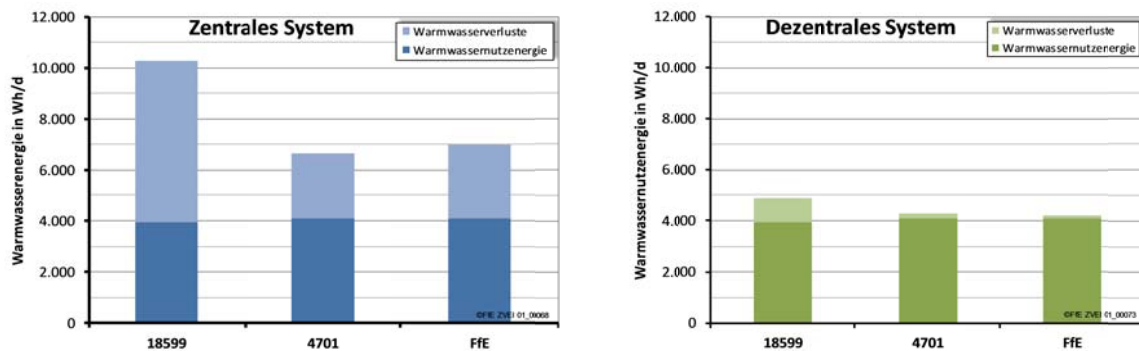 Zentrales System
Warmwasserverluste
Warmwassernutzenergie
Warmwasserenergie in Wh/d
12.000
10.000
8.000
6.000
4.000
2.000
0
18599
4701
FfE
©FfE ZVEI 01_00068
Dezentrales System
Warmwasserverluste
Warmwassernutzenergie
Warmwassernutzenergie in Wh/d
12.000
10.000
8.000
6.000
4.000
2.000
0
18599
4701
FfE
©FfE ZVEI 01_00073